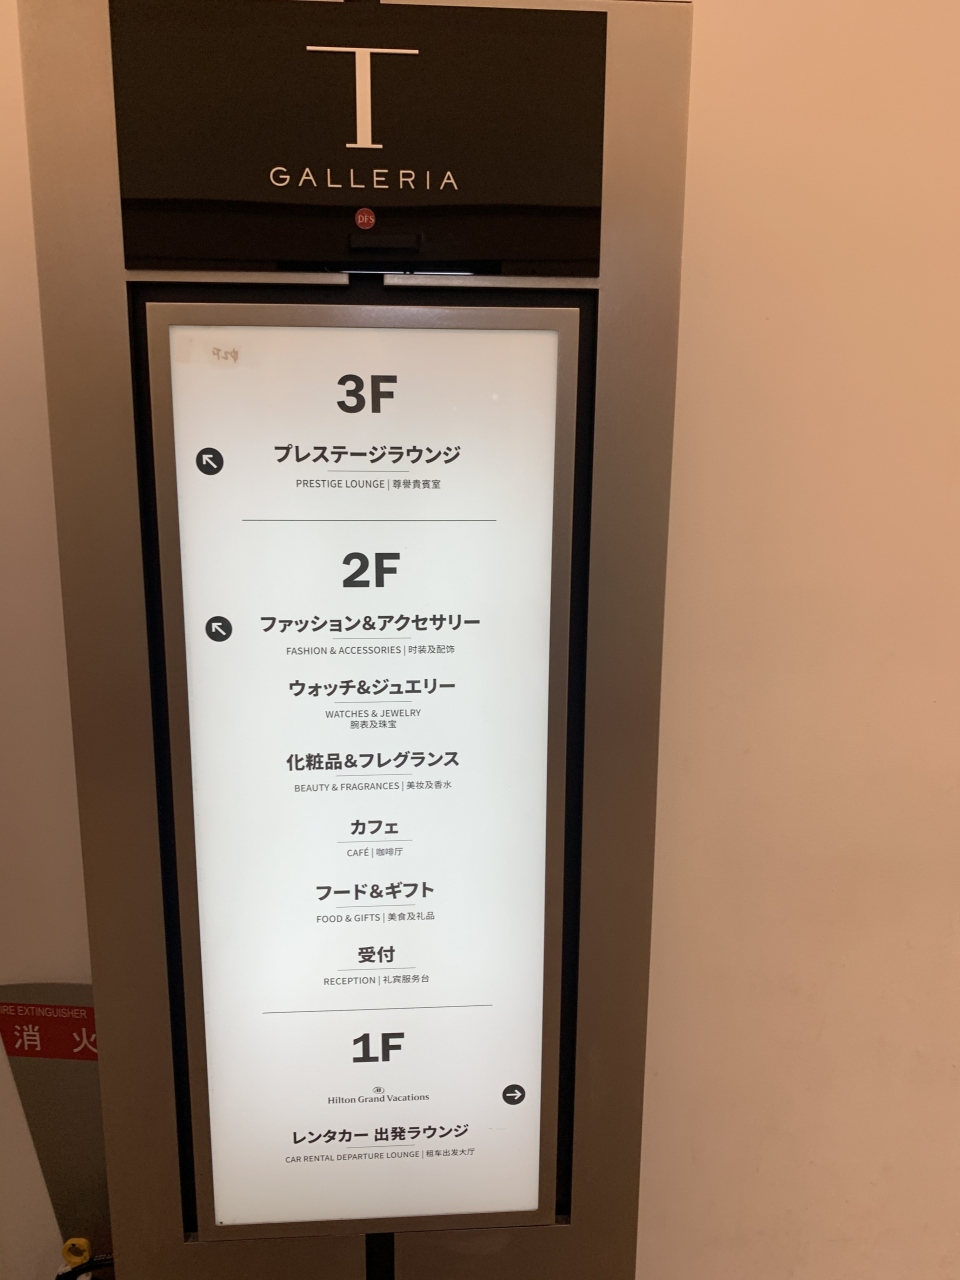 T
GALLERIA
DFS
3F
プレステージラウンジ
PRESTIGE LOUNGE | 尊譽貴賓室
2F
ファッション&アクセサリー
FASHION & ACCESSORIES | 时装及配饰
ウォッチ&ジュエリー
WATCHES & JEWELRY
腕表及珠宝
化粧品&フレグランス
BEAUTY & FRAGRANCES | 美妆及香水
カフェ
CAFÉ | 咖啡厅
フード&ギフト
FOOD & GIFTS | 美食及礼品
受付
RECEPTION | 礼宾服务台
1F
Hilton Grand Vacations
レンタカー 出発ラウンジ
CAR RENTAL DEPARTURE LOUNGE | 租车出发大厅
FIRE EXTINGUISHER
消 火